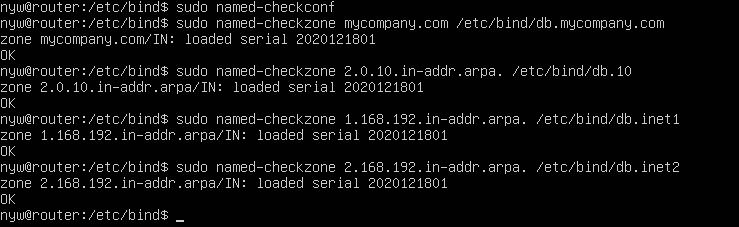 nyw@router:/etc/bind$ sudo named-checkconf
nyw@router:/etc/bind$ sudo named-checkzone mycompany.com /etc/bind/db.mycompany.com
zone mycompany.com/IN: loaded serial 2020121801
OK
nyw@router:/etc/bind$ sudo named-checkzone 2.0.10.in-addr.arpa. /etc/bind/db.10
zone 2.0.10.in-addr.arpa/IN: loaded serial 2020121801
OK
nyw@router:/etc/bind$ sudo named-checkzone 1.168.192.in-addr.arpa. /etc/bind/db.inet1
zone 1.168.192.in-addr.arpa/IN: loaded serial 2020121801
OK
nyw@router:/etc/bind$ sudo named-checkzone 2.168.192.in-addr.arpa. /etc/bind/db.inet2
zone 2.168.192.in-addr.arpa/IN: loaded serial 2020121801
OK
nyw@router:/etc/bind$ _